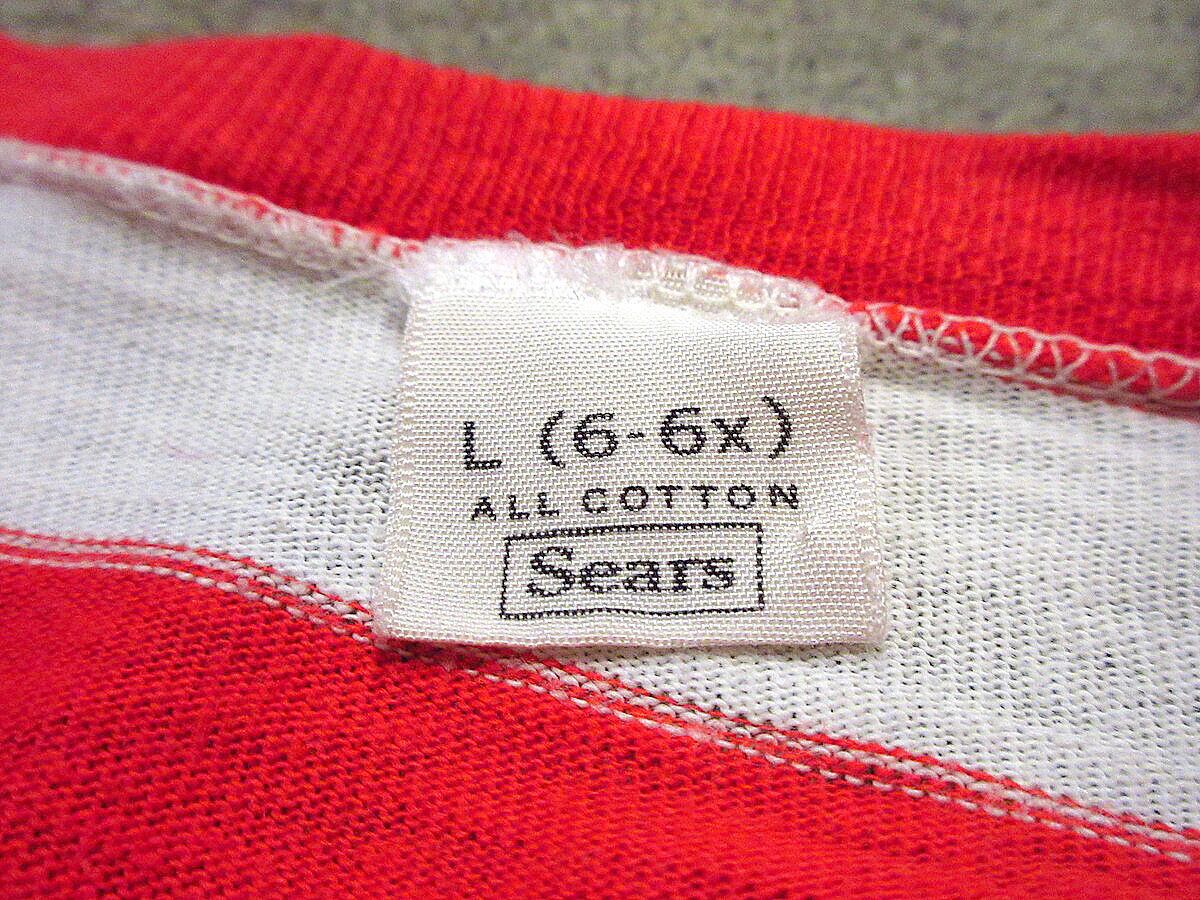 L (6-6x)
ALL COTTON
Sears